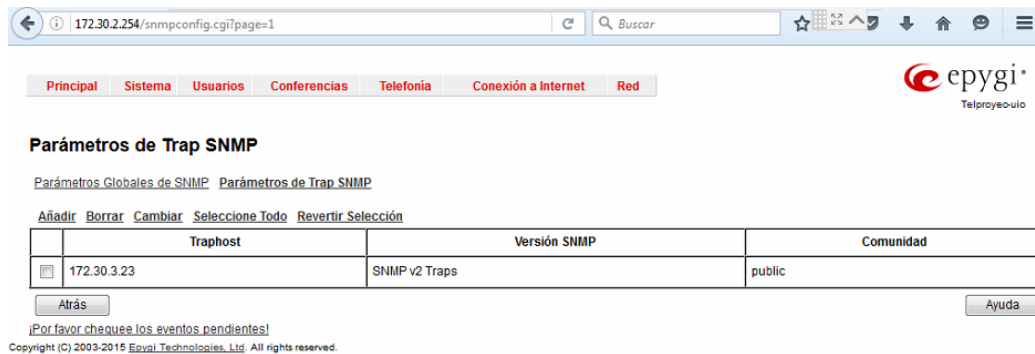 172.30.2.254/snmpconfig.cgi?page=1
Buscar
epygi
Telproyeo-uio
Principal Sistema Usuarios Conferencias Telefonía Conexión a Internet Red
Parámetros de Trap SNMP
Parámetros Globales de SNMP Parámetros de Trap SNMP
Añadir Borrar Cambiar Seleccione Todo Revertir Selección
Traphost Versión SNMP Comunidad
172.30.3.23 SNMP v2 Traps public
Atrás Ayuda
¡Por favor chequee los eventos pendientes!
Copyright (C) 2003-2015 Epygi Technologies, Ltd. All rights reserved.